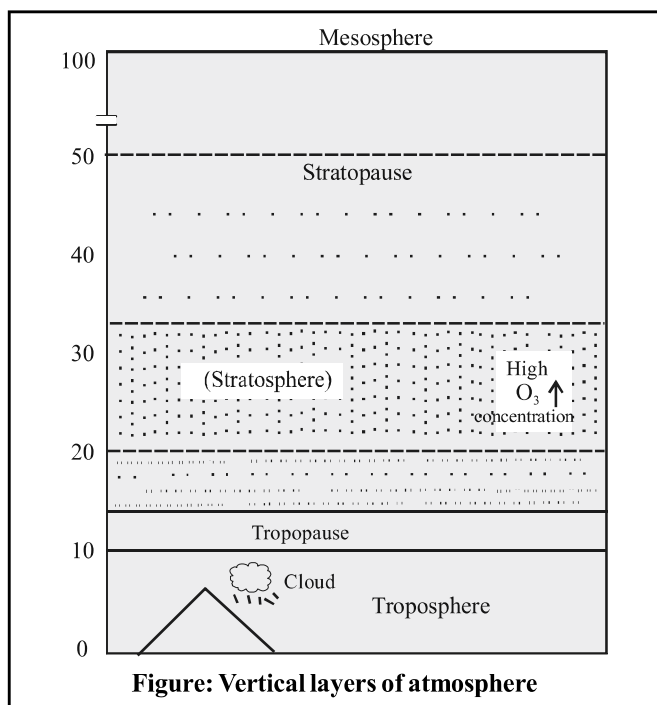 Mesosphere
100
50
Stratopause
40
30
(Stratosphere)
High
O₃
concentration
20
Tropopause
10
Cloud
Troposphere
0
Figure: Vertical layers of atmosphere